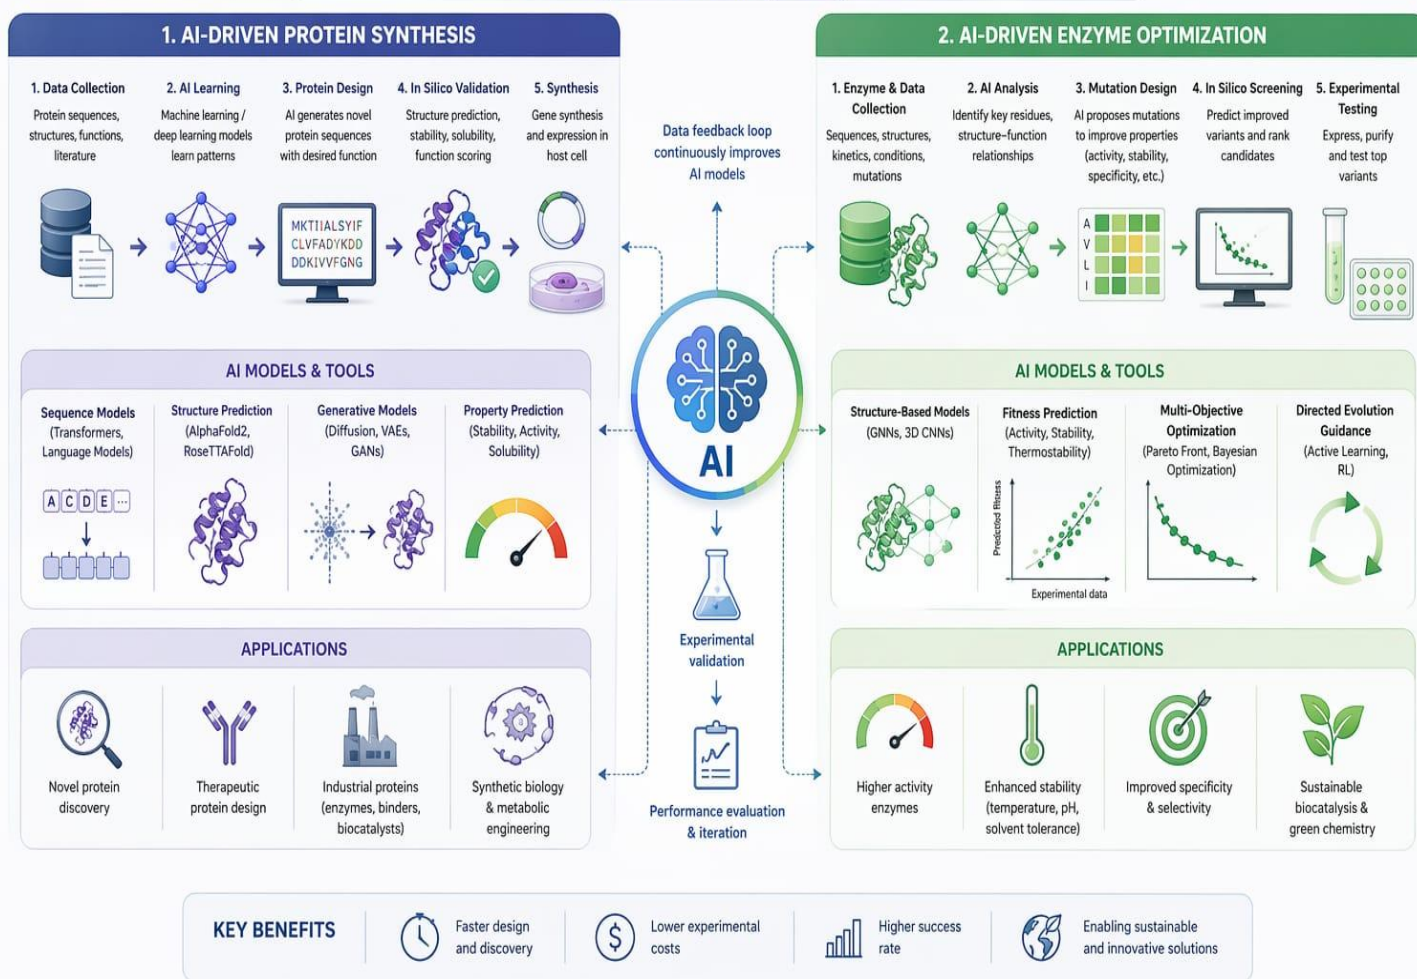 1. AI-DRIVEN PROTEIN SYNTHESIS
1. Data Collection
Protein sequences,
structures, functions,
literature
2. AI Learning
Machine learning /
deep learning models
learn patterns
3. Protein Design
AI generates novel
protein sequences
with desired function
4. In Silico Validation
Structure prediction,
stability, solubility,
function scoring
5. Synthesis
Gene synthesis
and expression in
host cell
MKTIIALSYIF
CLVFADYKDD
DDKIVVFGNG
AI MODELS & TOOLS
Sequence Models
(Transformers,
Language Models)
A C D E ...
Structure Prediction
(AlphaFold2,
RoseTTAFold)
Generative Models
(Diffusion, VAEs,
GANs)
Property Prediction
(Stability, Activity,
Solubility)
APPLICATIONS
Novel protein
discovery
Therapeutic
protein design
Industrial proteins
(enzymes, binders,
biocatalysts)
Synthetic biology
& metabolic
engineering
Data feedback loop
continuously improves
AI models
AI
Experimental
validation
Performance evaluation
& iteration
2. AI-DRIVEN ENZYME OPTIMIZATION
1. Enzyme & Data
Collection
Sequences, structures,
kinetics, conditions,
mutations
2. AI Analysis
Identify key residues,
structure–function
relationships
3. Mutation Design
AI proposes mutations
to improve properties
(activity, stability,
specificity, etc.)
4. In Silico Screening
Predict improved
variants and rank
candidates
5. Experimental
Testing
Express, purify
and test top
variants
A
V
L
I
AI MODELS & TOOLS
Structure-Based Models
(GNNs, 3D CNNs)
Fitness Prediction
(Activity, Stability,
Thermostability)
Predicted fitness
Experimental data
Multi-Objective
Optimization
(Pareto Front, Bayesian
Optimization)
Directed Evolution
Guidance
(Active Learning,
RL)
APPLICATIONS
Higher activity
enzymes
Enhanced stability
(temperature, pH,
solvent tolerance)
Improved specificity
& selectivity
Sustainable
biocatalysis &
green chemistry
KEY BENEFITS
Faster design
and discovery
$
Lower experimental
costs
Higher success
rate
Enabling sustainable
and innovative solutions